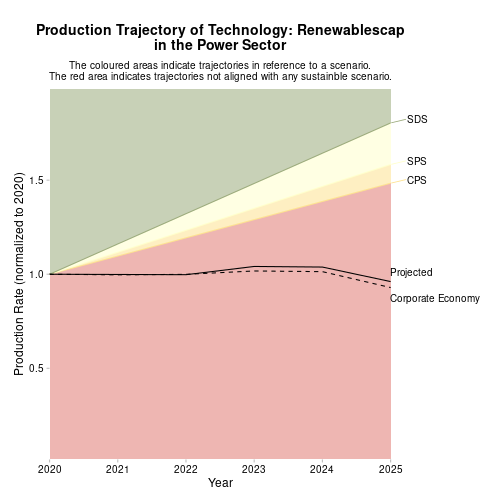 Production Trajectory of Technology: Renewablescap
in the Power Sector
The coloured areas indicate trajectories in reference to a scenario.
The red area indicates trajectories not aligned with any sustainble scenario.
SDS
SPS
CPS
1.5
1.0
0.5
Projected
Corporate Economy
Production Rate (normalized to 2020)
2020
2021
2022
2023
2024
2025
Year